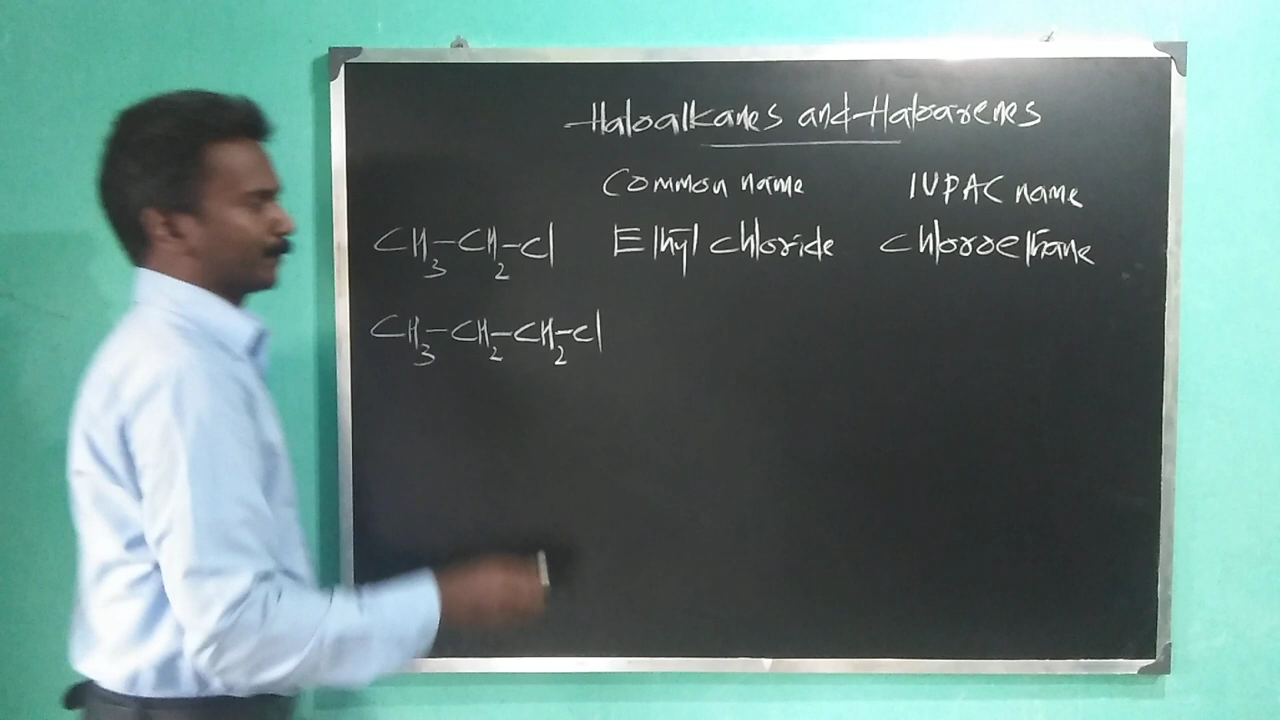 Haloalkanes and Haloarenes
Common name IUPAC name
CH₃-CH₂-Cl Ethyl chloride Chloroethane
CH₃-CH₂-CH₂-Cl